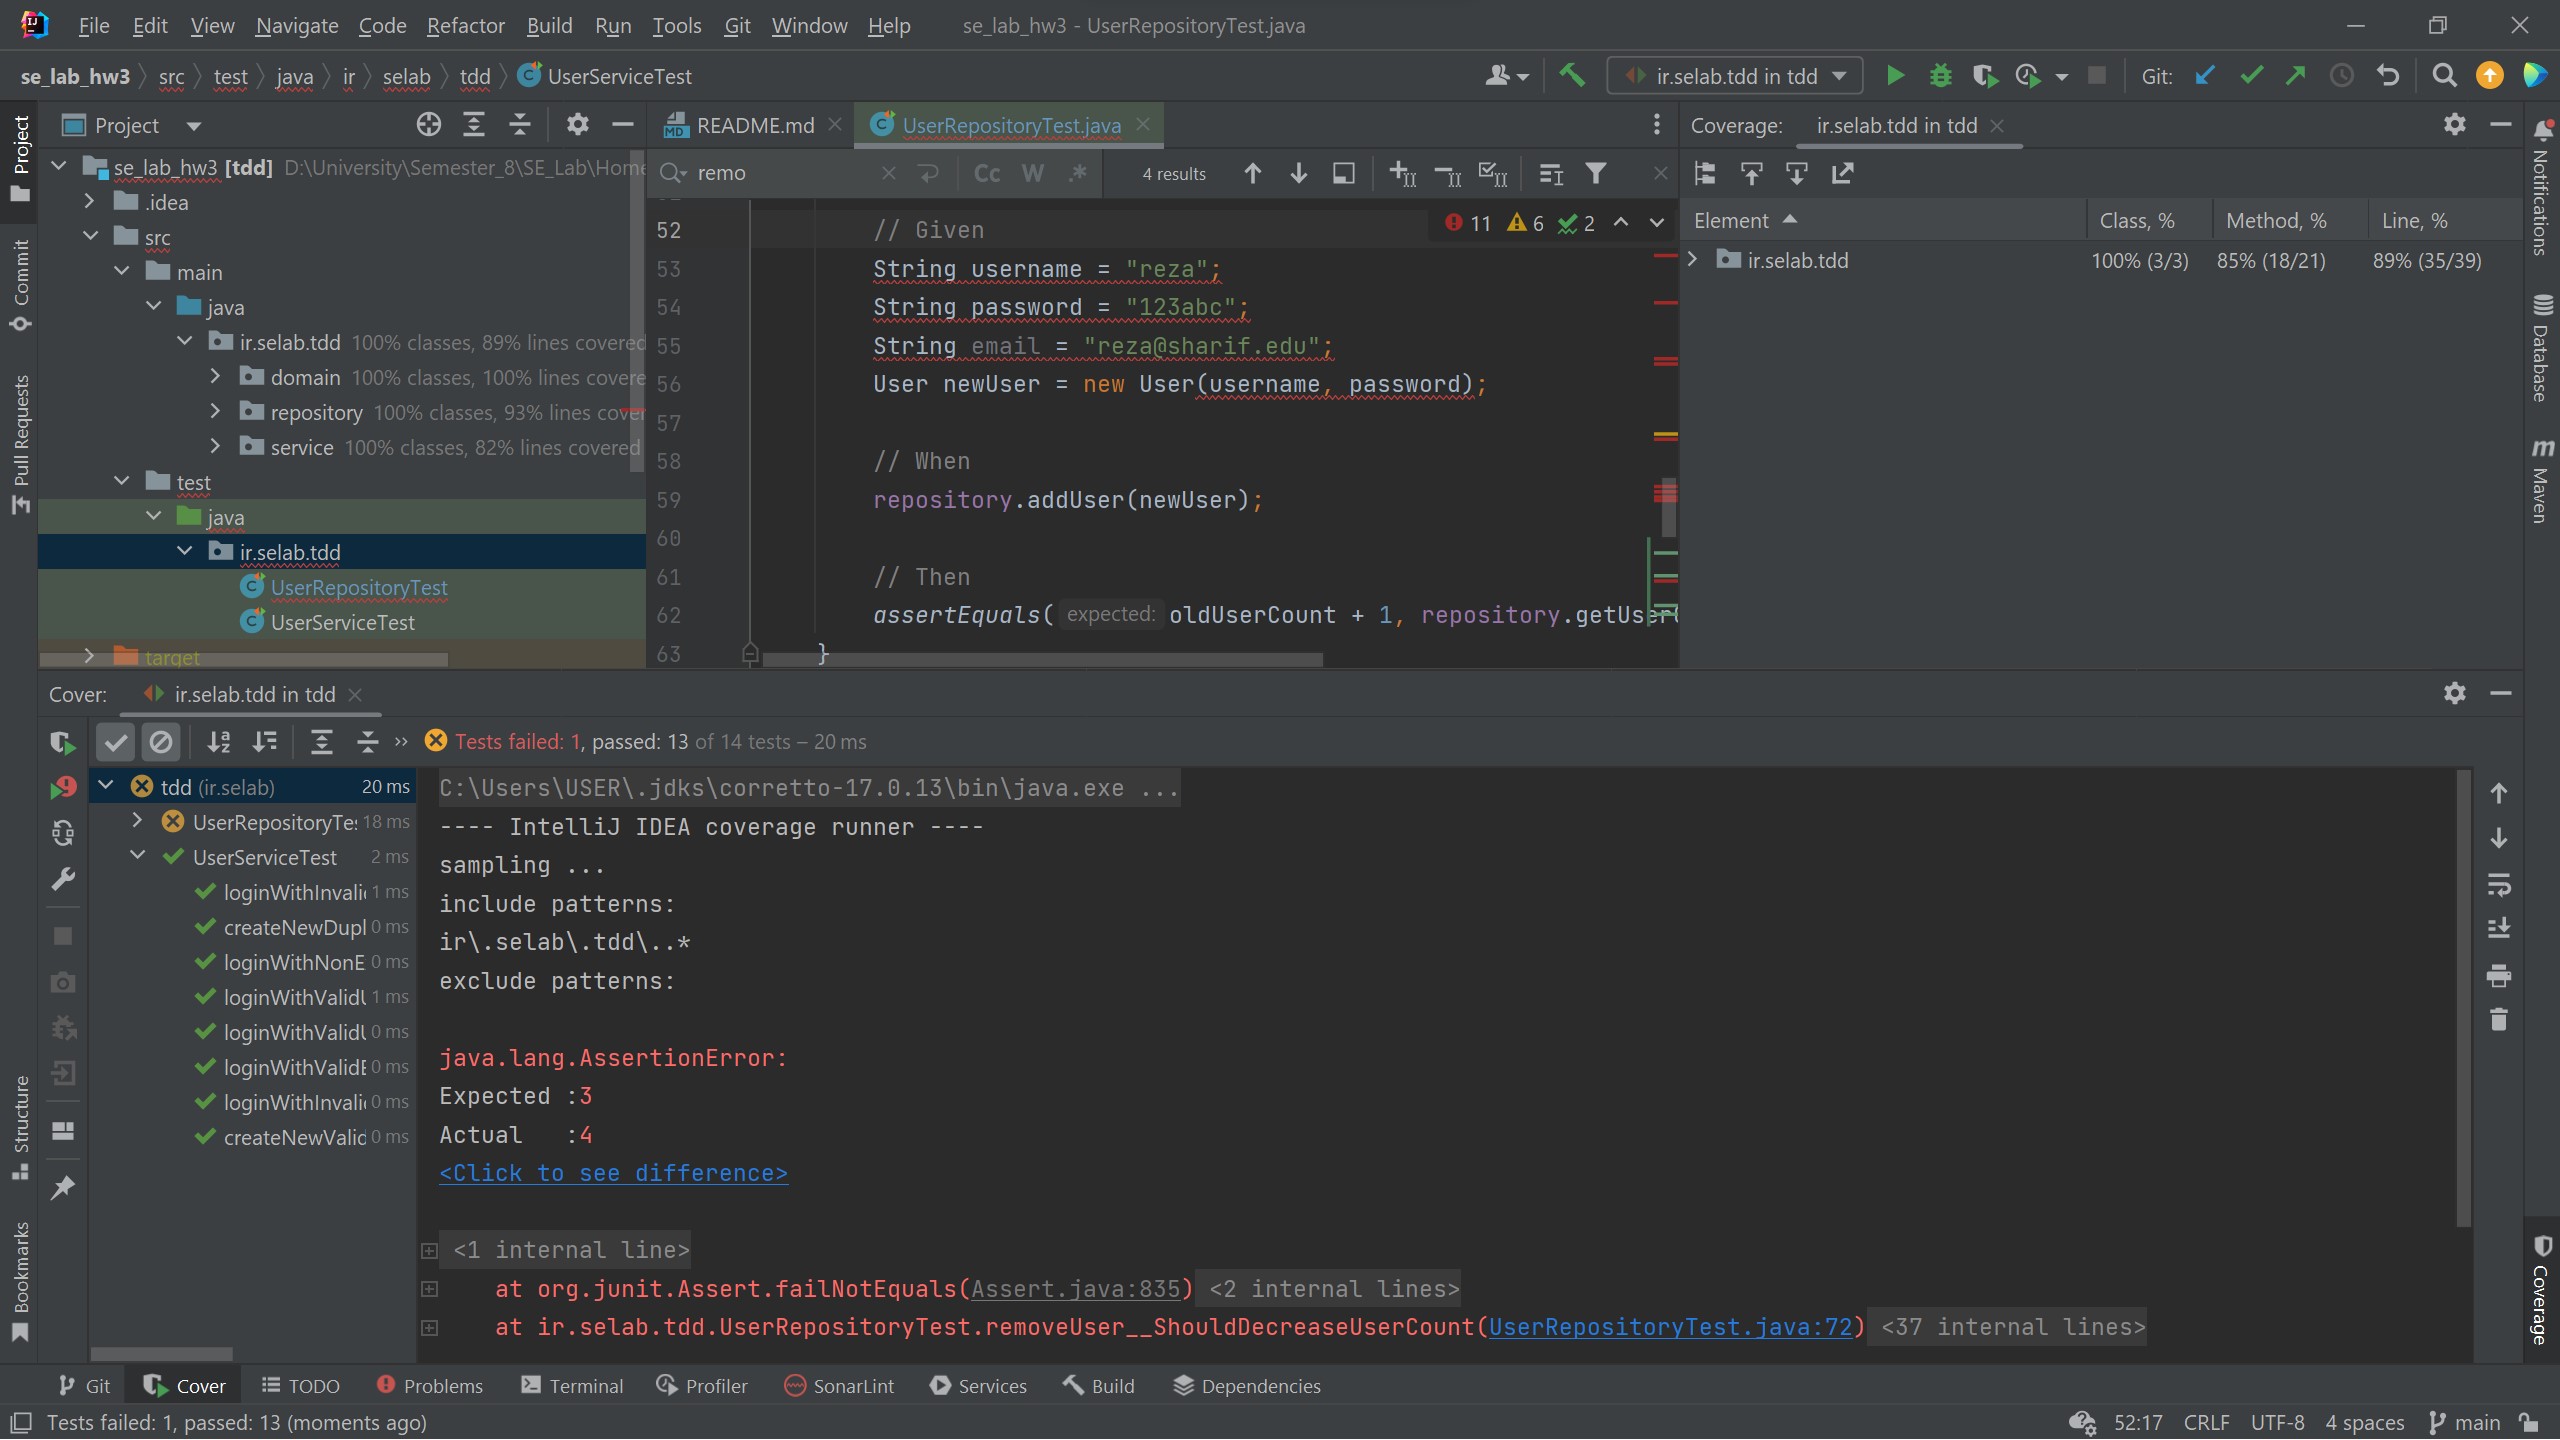 File Edit View Navigate Code Refactor Build Run Tools Git Window Help se_lab_hw3 - UserRepositoryTest.java
se_lab_hw3 src test java ir selab tdd UserServiceTest
ir.selab.tdd in tdd
Git:
Project
Commit
Pull Requests
Structure
Bookmarks
Project
se_lab_hw3 [tdd] D:\University\Semester_8\SE_Lab\Home
.idea
src
main
java
ir.selab.tdd 100% classes, 89% lines covered
domain 100% classes, 100% lines covere
repository 100% classes, 93% lines cover
service 100% classes, 82% lines covered
test
java
ir.selab.tdd
UserRepositoryTest
UserServiceTest
target
README.md
UserRepositoryTest.java
remo
Cc W .*
4 results
11 6 2
52 // Given
53 String username = "reza";
54 String password = "123abc";
55 String email = "reza@sharif.edu";
56 User newUser = new User(username, password);
57
58 // When
59 repository.addUser(newUser);
60
61 // Then
62 assertEquals( expected: oldUserCount + 1, repository.getUser
63 }
Coverage: ir.selab.tdd in tdd
Element Class, % Method, % Line, %
ir.selab.tdd 100% (3/3) 85% (18/21) 89% (35/39)
Notifications
Database
Maven
Coverage
Cover: ir.selab.tdd in tdd
Tests failed: 1, passed: 13 of 14 tests – 20 ms
tdd (ir.selab) 20 ms
UserRepositoryTes 18 ms
UserServiceTest 2 ms
loginWithInvalid 1 ms
createNewDupl 0 ms
loginWithNonE 0 ms
loginWithValidU 1 ms
loginWithValidU 0 ms
loginWithValidE 0 ms
loginWithInvalid 0 ms
createNewValid 0 ms
C:\Users\USER\.jdks\corretto-17.0.13\bin\java.exe ...
---- IntelliJ IDEA coverage runner ----
sampling ...
include patterns:
ir\.selab\.tdd\..*
exclude patterns:
java.lang.AssertionError:
Expected :3
Actual :4
<Click to see difference>
<1 internal line>
at org.junit.Assert.failNotEquals(Assert.java:835) <2 internal lines>
at ir.selab.tdd.UserRepositoryTest.removeUser__ShouldDecreaseUserCount(UserRepositoryTest.java:72) <37 internal lines>
Git Cover TODO Problems Terminal Profiler SonarLint Services Build Dependencies
Tests failed: 1, passed: 13 (moments ago)
52:17 CRLF UTF-8 4 spaces main